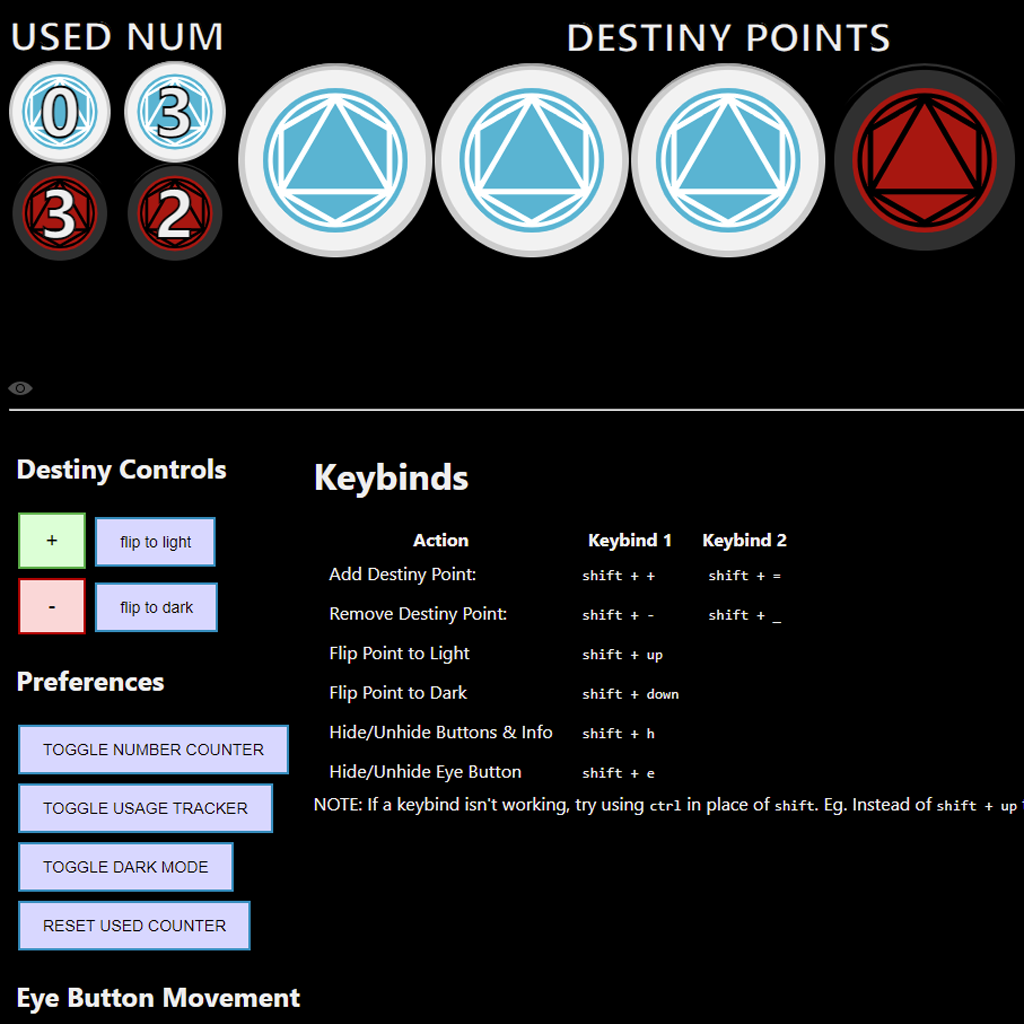 USED NUM
DESTINY POINTS
0 3
3 2
Destiny Controls
+ flip to light
- flip to dark
Preferences
TOGGLE NUMBER COUNTER
TOGGLE USAGE TRACKER
TOGGLE DARK MODE
RESET USED COUNTER
Eye Button Movement
Keybinds
Action Keybind 1 Keybind 2
Add Destiny Point: shift + + shift + =
Remove Destiny Point: shift + - shift + _
Flip Point to Light shift + up
Flip Point to Dark shift + down
Hide/Unhide Buttons & Info shift + h
Hide/Unhide Eye Button shift + e
NOTE: If a keybind isn't working, try using ctrl in place of shift. Eg. Instead of shift + up